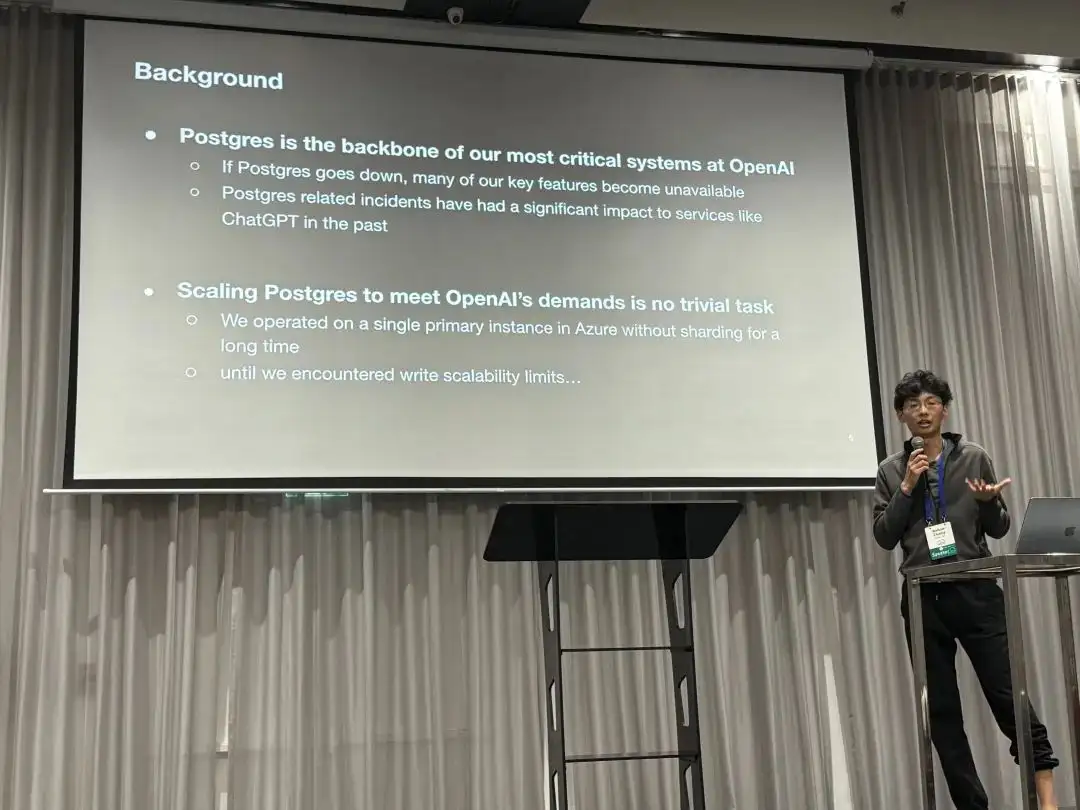 Background
● Postgres is the backbone of our most critical systems at OpenAI
○ If Postgres goes down, many of our key features become unavailable
○ Postgres related incidents have had a significant impact to services like
ChatGPT in the past
● Scaling Postgres to meet OpenAI's demands is no trivial task
○ We operated on a single primary instance in Azure without sharding for a
long time
○ until we encountered write scalability limits…